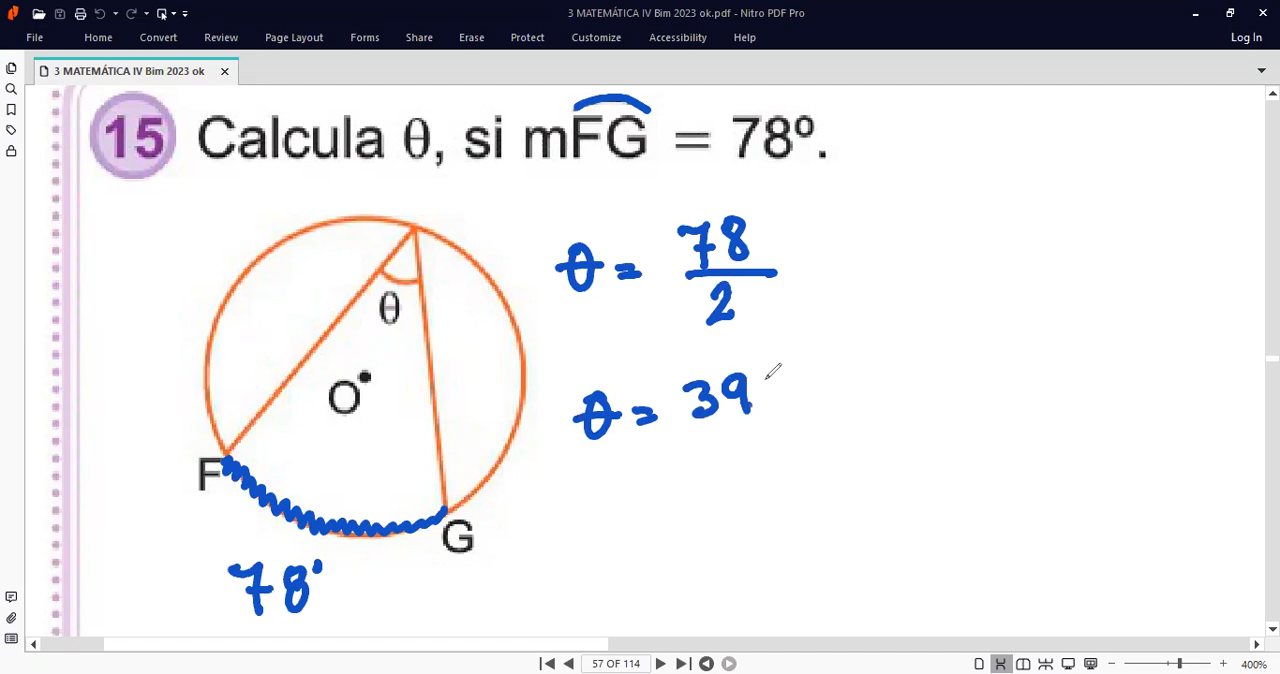 3 MATEMÁTICA IV Bim 2023 ok.pdf - Nitro PDF Pro
File Home Convert Review Page Layout Forms Share Erase Protect Customize Accessibility Help Log In
3 MATEMÁTICA IV Bim 2023 ok
15 Calcula θ, si mFG = 78º.
θ = 78
2
θ
θ = 39
O
F
G
78°
57 OF 114
400%